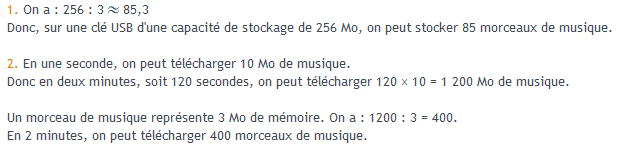 1. On a : 256 : 3 ≈ 85,3
Donc, sur une clé USB d'une capacité de stockage de 256 Mo, on peut stocker 85 morceaux de musique.
2. En une seconde, on peut télécharger 10 Mo de musique.
Donc en deux minutes, soit 120 secondes, on peut télécharger 120 × 10 = 1 200 Mo de musique.
Un morceau de musique représente 3 Mo de mémoire. On a : 1200 : 3 = 400.
En 2 minutes, on peut télécharger 400 morceaux de musique.